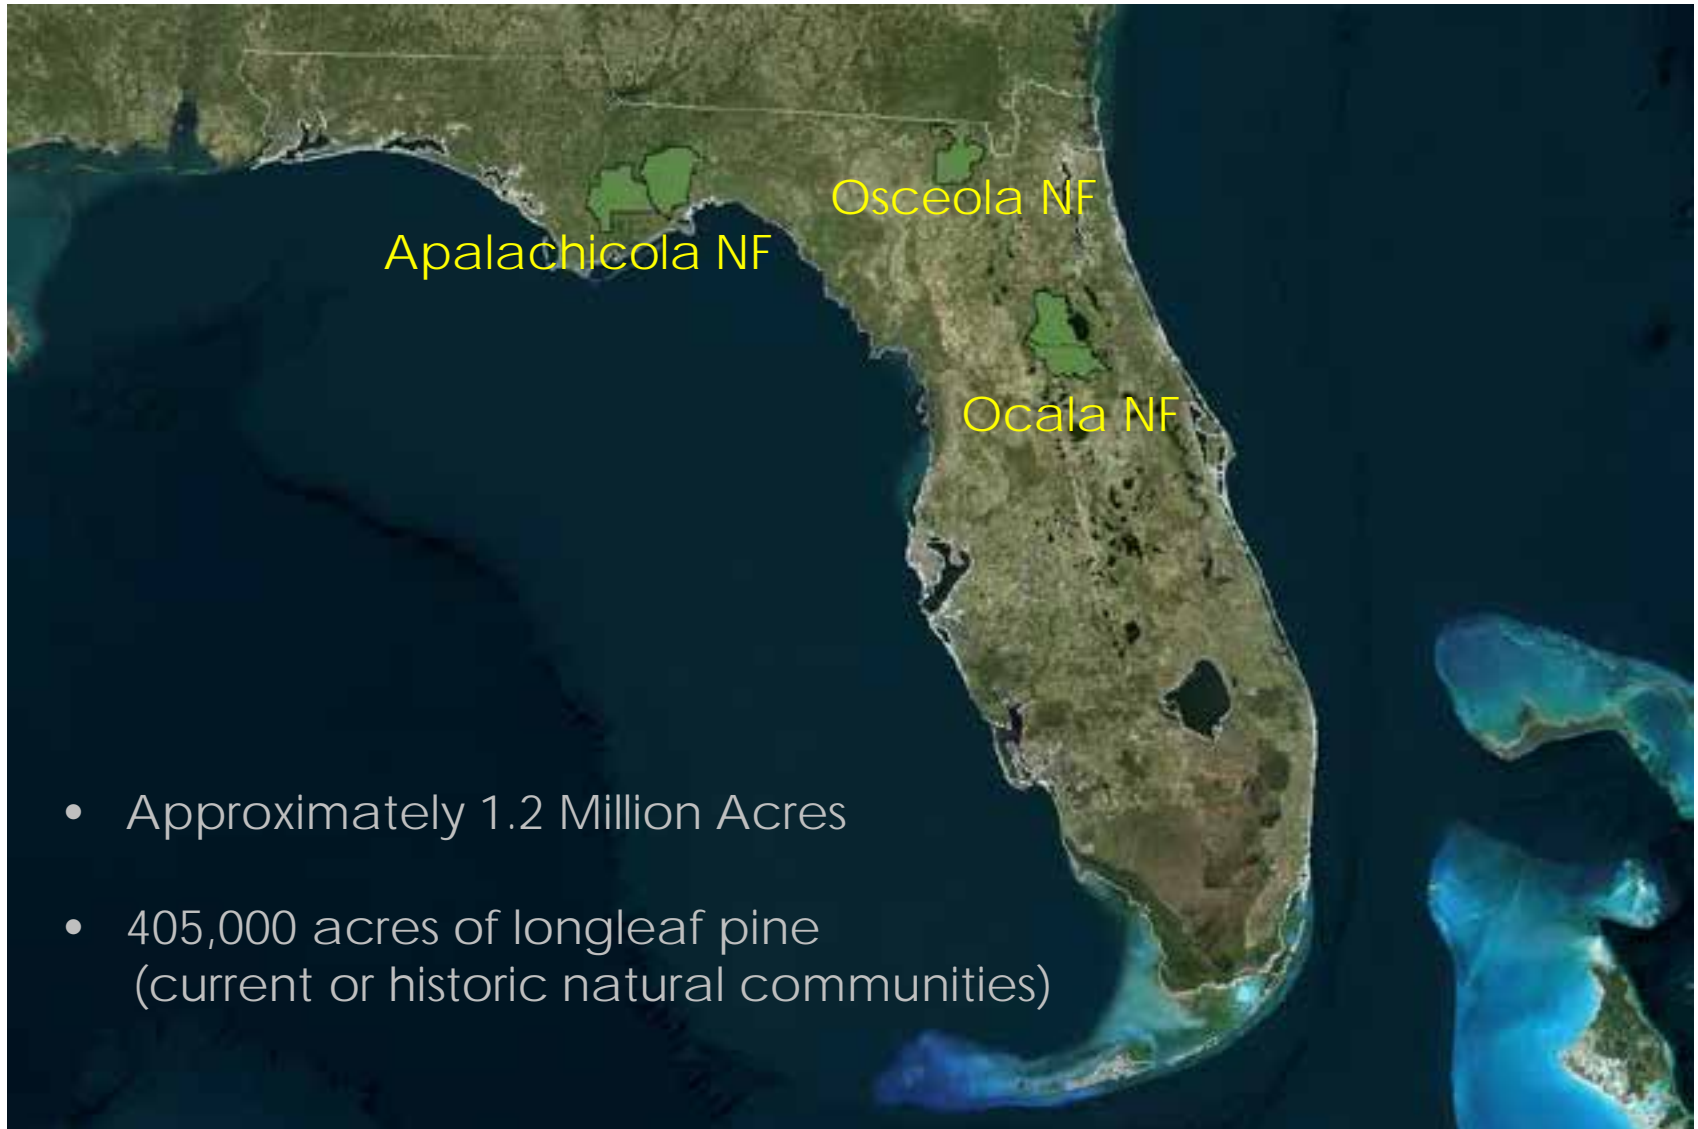 Osceola NF
Apalachicola NF
Ocala NF
• Approximately 1.2 Million Acres
• 405,000 acres of longleaf pine
(current or historic natural communities)